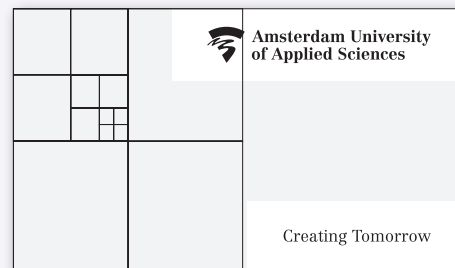 Amsterdam University
of Applied Sciences
Creating Tomorrow